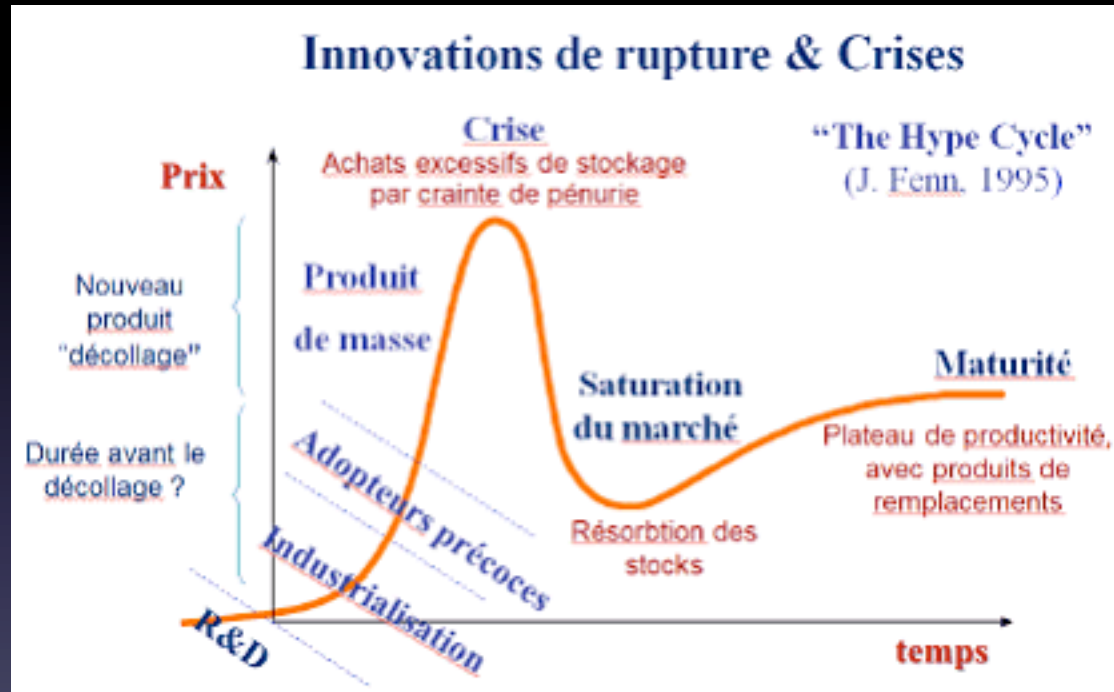 Innovations de rupture & Crises
Crise
Achats excessifs de stockage
par crainte de pénurie
“The Hype Cycle”
(J. Fenn, 1995)
Prix
Nouveau
produit
"décollage"
Produit
de masse
Durée avant le
décollage ?
Adopteurs précoces
Industrialisation
R&D
Saturation
du marché
Résorbtion des
stocks
Maturité
Plateau de productivité,
avec produits de
remplacements
temps